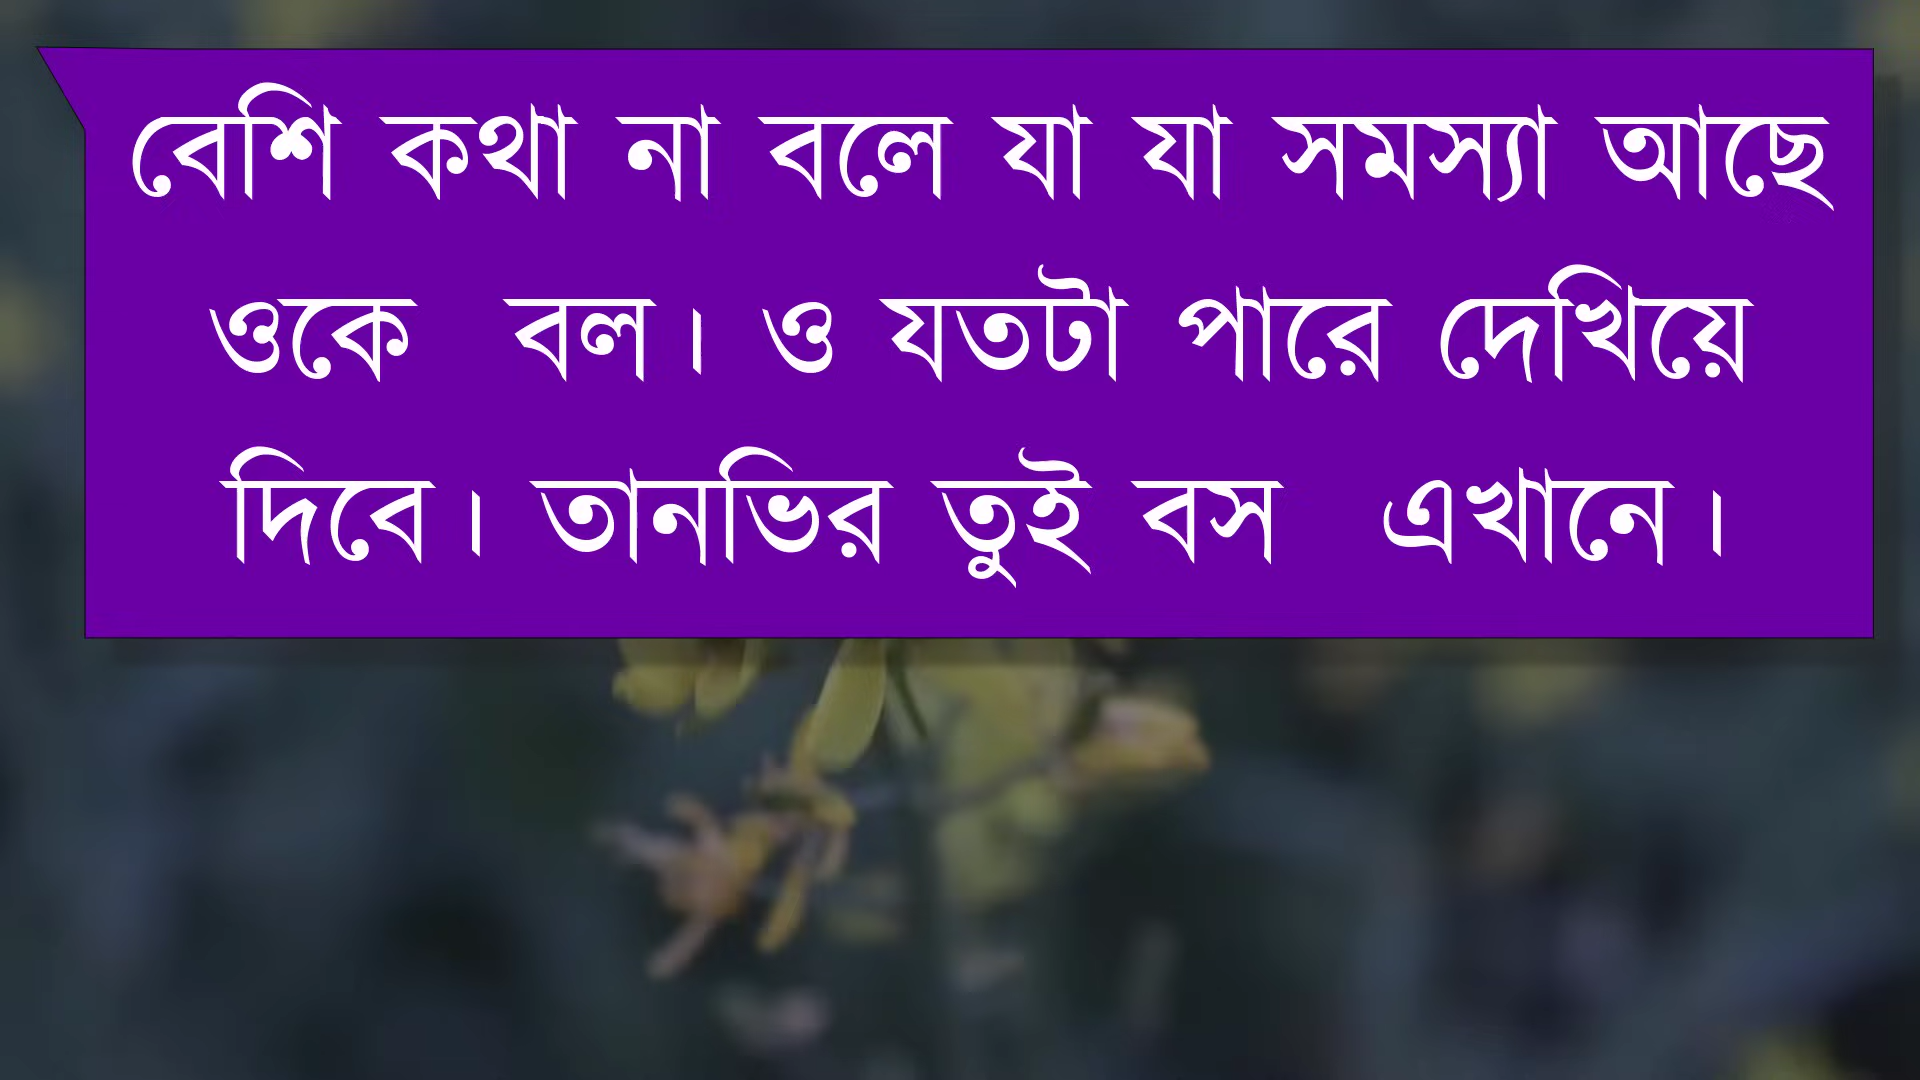 বেশি কথা না বলে যা যা সমস্যা আছে
ওকে বল। ও যতটা পারে দেখিয়ে
দিবে। তানভির তুই বস এখানে।